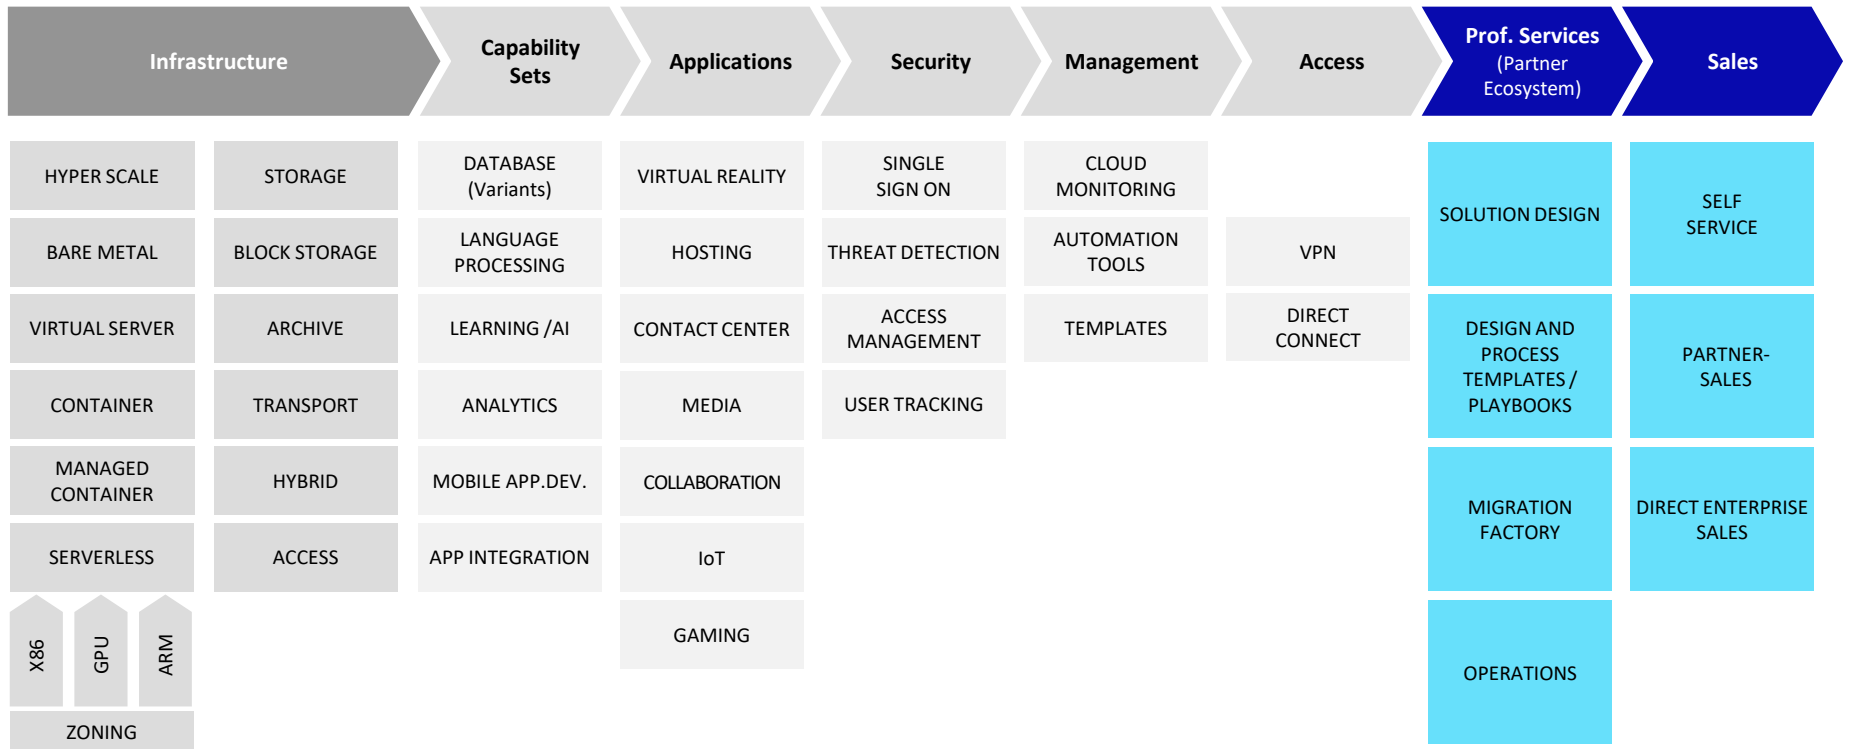 Infrastructure
Capability
Sets
Applications
Security
Management
Access
Prof. Services
(Partner
Ecosystem)
Sales
HYPER SCALE
BARE METAL
VIRTUAL SERVER
CONTAINER
MANAGED
CONTAINER
SERVERLESS
X86
GPU
ARM
ZONING
STORAGE
BLOCK STORAGE
ARCHIVE
TRANSPORT
HYBRID
ACCESS
DATABASE
(Variants)
LANGUAGE
PROCESSING
LEARNING /AI
ANALYTICS
MOBILE APP.DEV.
APP INTEGRATION
VIRTUAL REALITY
HOSTING
CONTACT CENTER
MEDIA
COLLABORATION
IoT
GAMING
SINGLE
SIGN ON
THREAT DETECTION
ACCESS
MANAGEMENT
USER TRACKING
CLOUD
MONITORING
AUTOMATION
TOOLS
TEMPLATES
VPN
DIRECT
CONNECT
SOLUTION DESIGN
DESIGN AND
PROCESS
TEMPLATES /
PLAYBOOKS
MIGRATION
FACTORY
OPERATIONS
SELF
SERVICE
PARTNER-
SALES
DIRECT ENTERPRISE
SALES